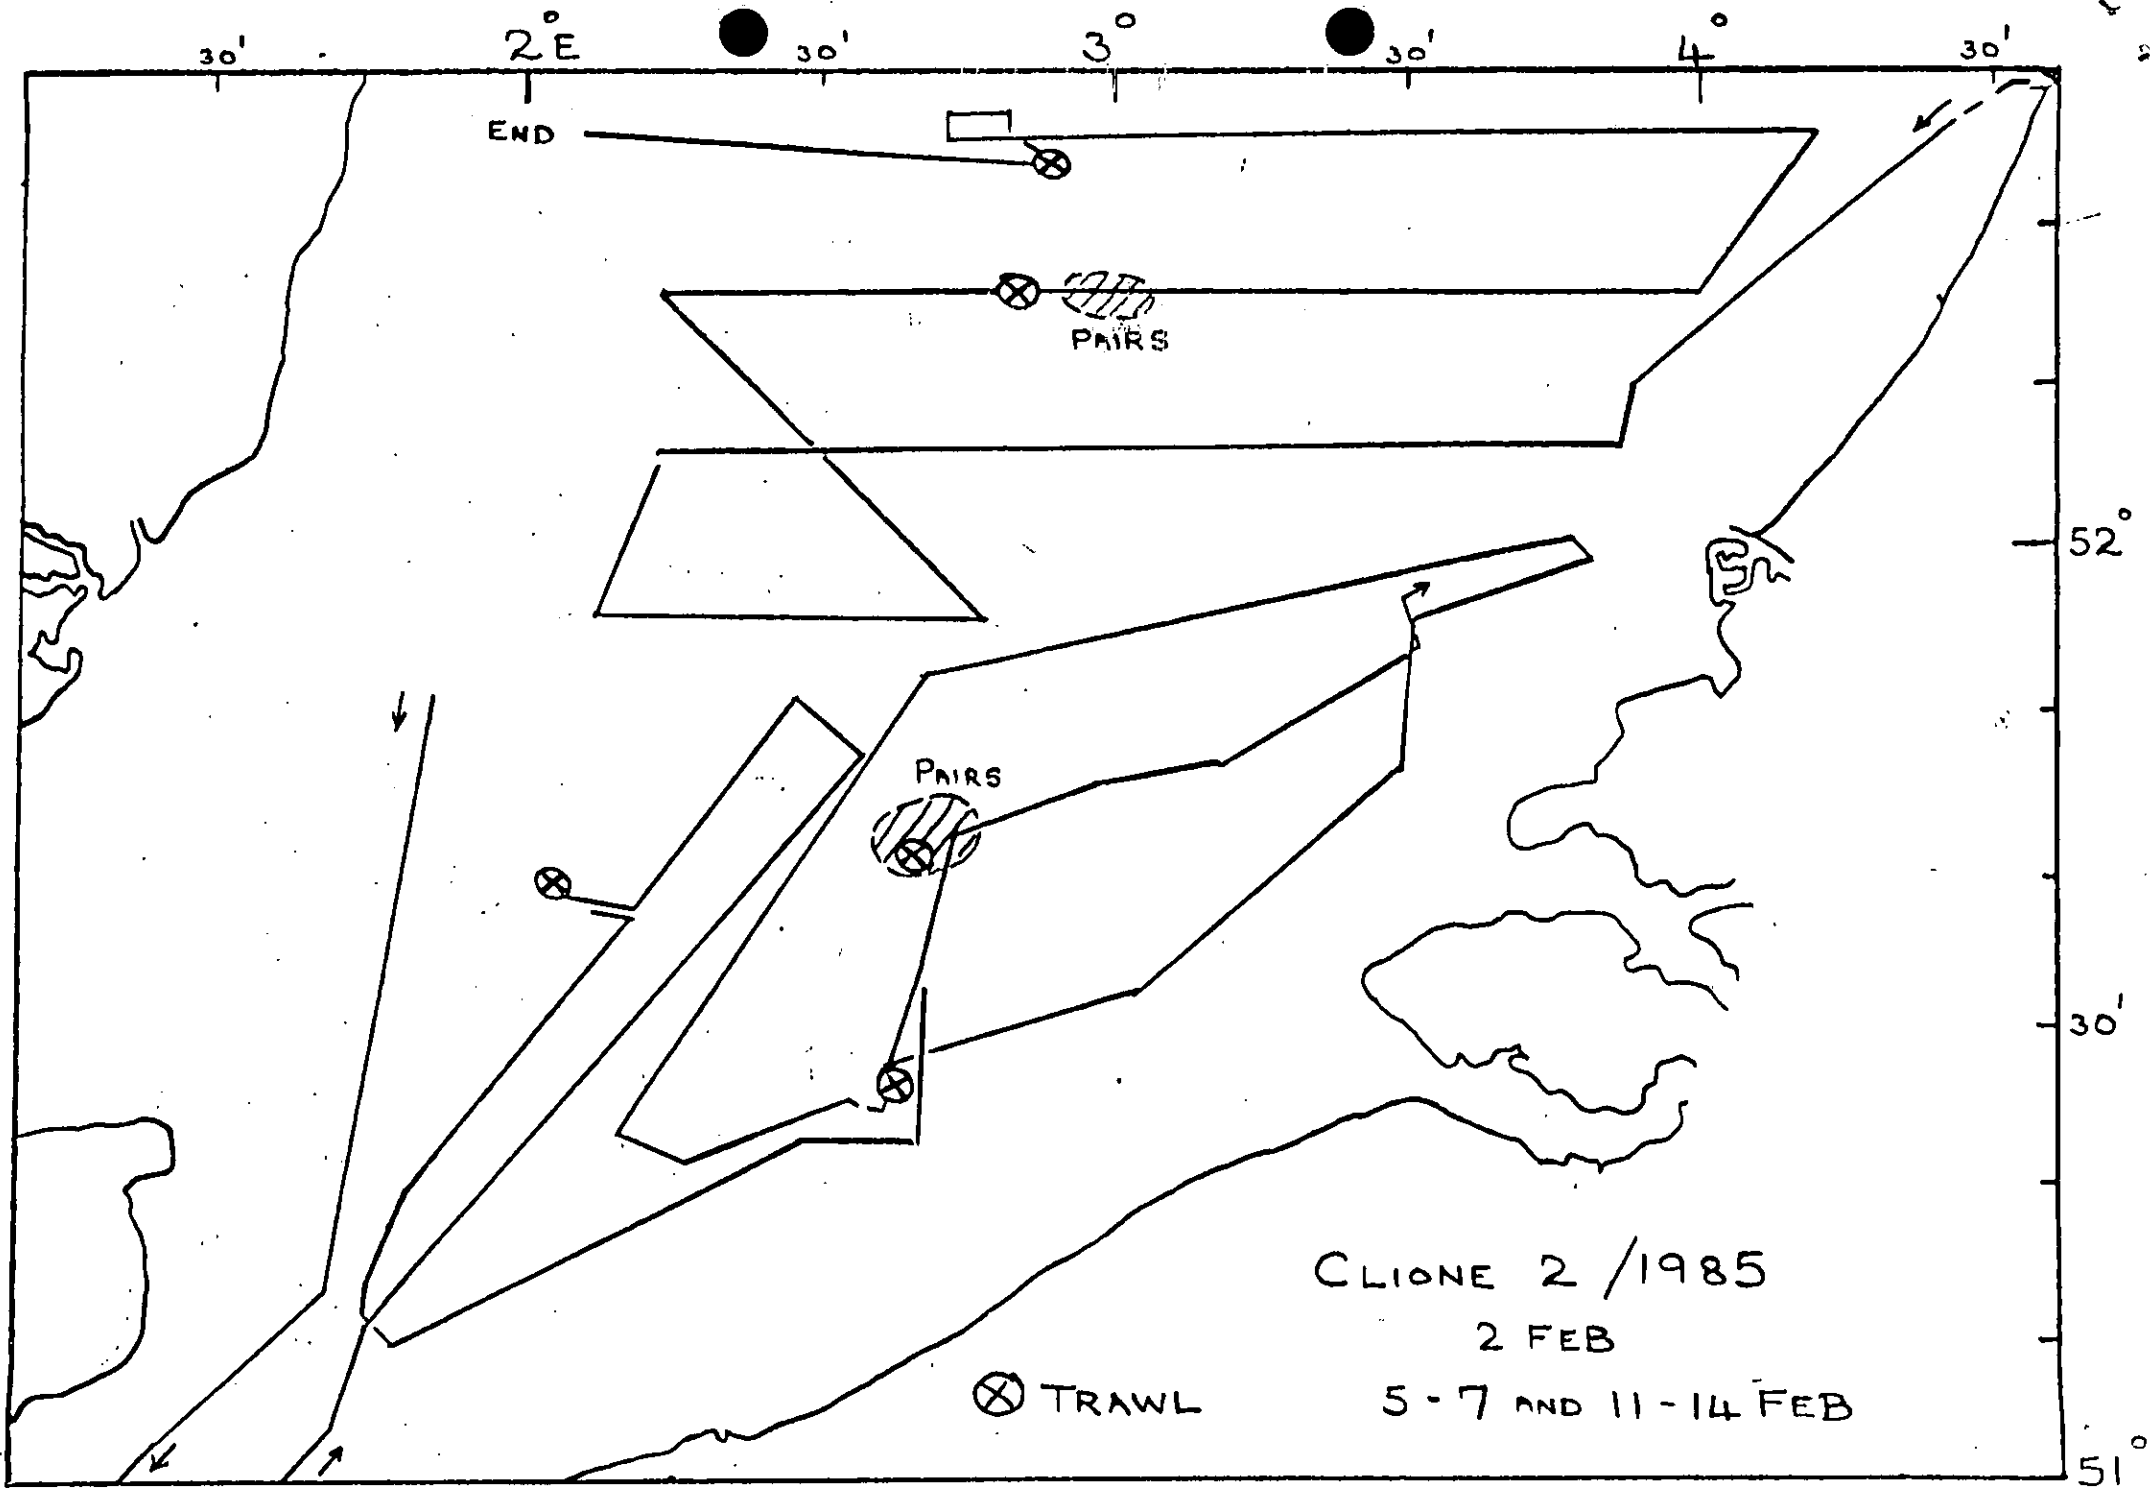 30' 2°E 30' 3° 30' 4° 30'
END
PAIRS
52°
PAIRS
30'
CLIONE 2 /1985
2 FEB
TRAWL 5-7 AND 11-14 FEB
51°